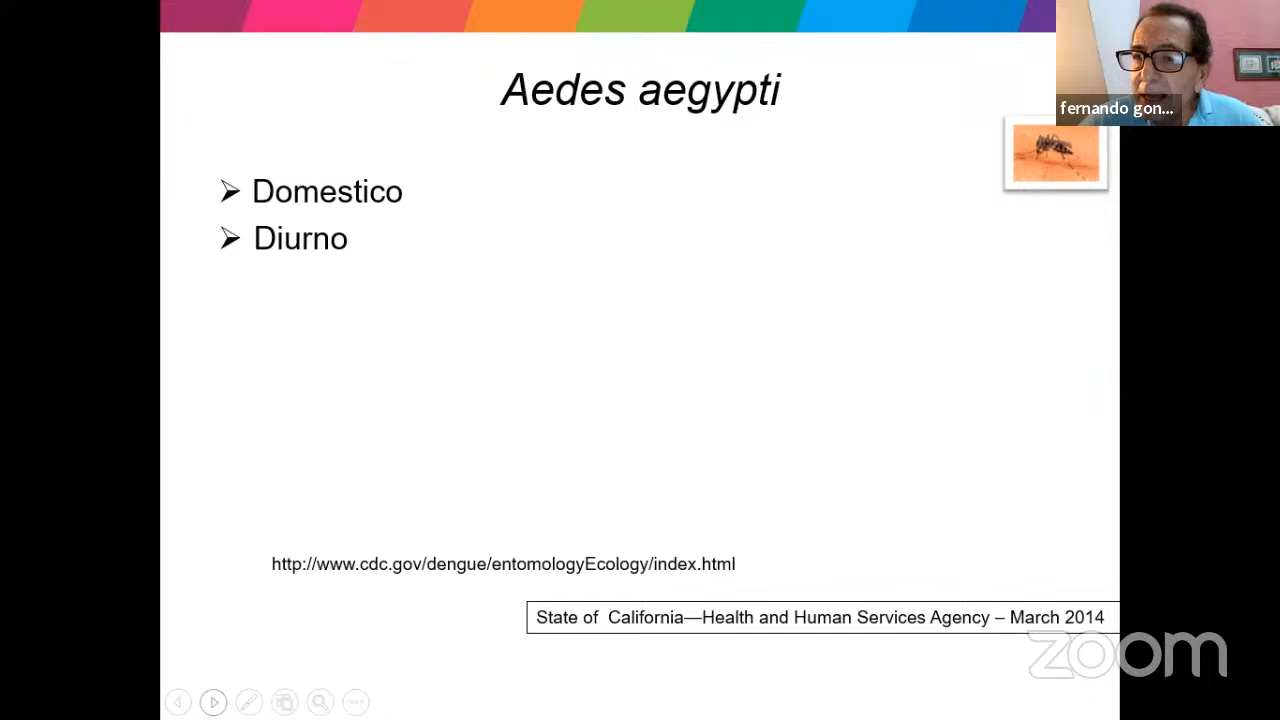 Aedes aegypti
fernando gon...
➢ Domestico
➢ Diurno
http://www.cdc.gov/dengue/entomologyEcology/index.html
State of California—Health and Human Services Agency – March 2014
zoom